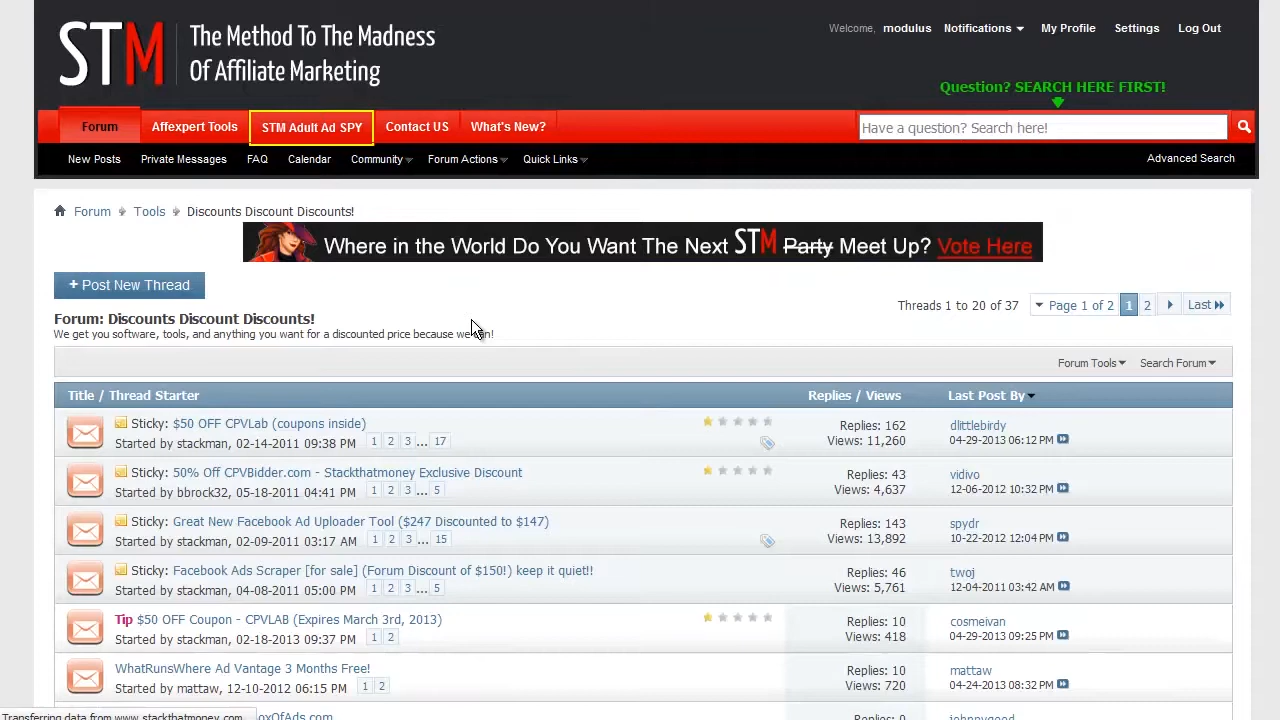 STM
The Method To The Madness
Of Affiliate Marketing
Welcome, modulus Notifications My Profile Settings Log Out
Question? SEARCH HERE FIRST!
Forum Affexpert Tools STM Adult Ad SPY Contact US What's New? Have a question? Search here!
New Posts Private Messages FAQ Calendar Community Forum Actions Quick Links Advanced Search
Forum Tools Discounts Discount Discounts!
Where in the World Do You Want The Next STM Party Meet Up? Vote Here
+ Post New Thread
Threads 1 to 20 of 37 Page 1 of 2 1 2 Last
Forum: Discounts Discount Discounts!
We get you software, tools, and anything you want for a discounted price because we can!
Forum Tools Search Forum
Title / Thread Starter Replies / Views Last Post By
Sticky: $50 OFF CPVLab (coupons inside) Replies: 162 dlittlebirdy
Started by stackman, 02-14-2011 09:38 PM 1 2 3 ... 17 Views: 11,260 04-29-2013 06:12 PM
Sticky: 50% Off CPVBidder.com - Stackthatmoney Exclusive Discount Replies: 43 vidivo
Started by bbrock32, 05-18-2011 04:41 PM 1 2 3 ... 5 Views: 4,637 12-06-2012 10:32 PM
Sticky: Great New Facebook Ad Uploader Tool ($247 Discounted to $147) Replies: 143 spydr
Started by stackman, 02-09-2011 03:17 AM 1 2 3 ... 15 Views: 13,892 10-22-2012 12:04 PM
Sticky: Facebook Ads Scraper [for sale] (Forum Discount of $150!) keep it quiet!! Replies: 46 twoj
Started by stackman, 04-08-2011 05:00 PM 1 2 3 ... 5 Views: 5,761 12-04-2011 03:42 AM
Tip $50 OFF Coupon - CPVLAB (Expires March 3rd, 2013) Replies: 10 cosmeivan
Started by stackman, 02-18-2013 09:37 PM 1 2 Views: 418 04-29-2013 09:25 PM
WhatRunsWhere Ad Vantage 3 Months Free! Replies: 10 mattaw
Started by mattaw, 12-10-2012 06:15 PM 1 2 Views: 720 04-24-2013 08:32 PM
Transferring data from www.stackthatmoney.com... oxOfAds.com Replies: 0 johnnygood